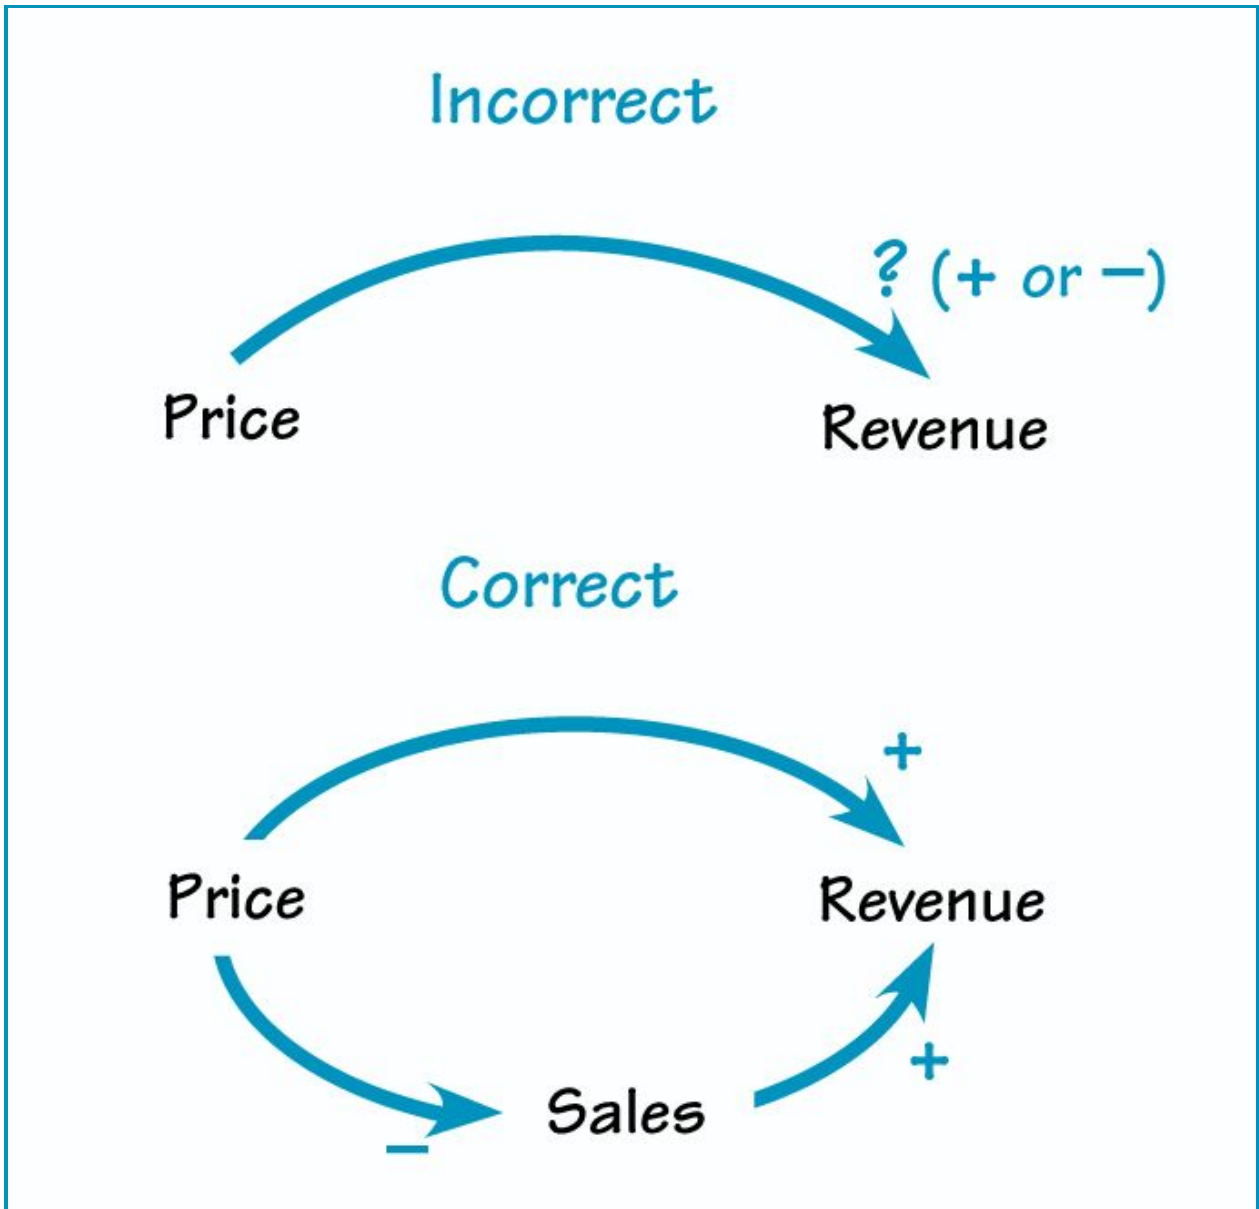 Incorrect
? (+ or −)
Price
Revenue
Correct
+
Price
Revenue
+
Sales
−